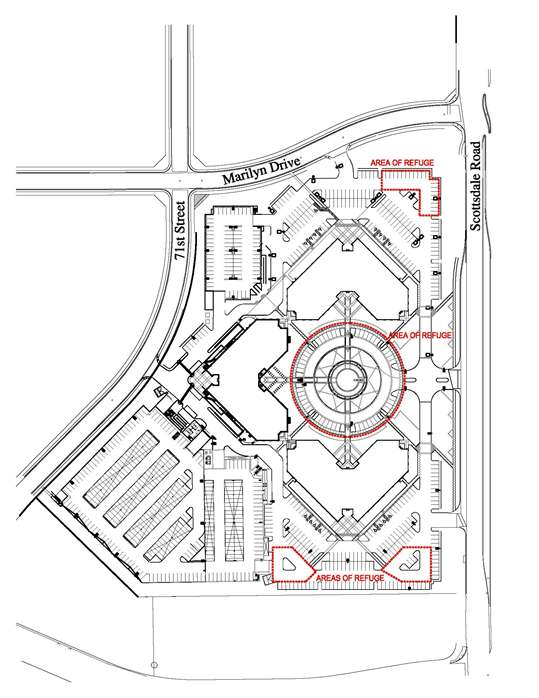 AREA OF REFUGE
Marilyn Drive
Scottsdale Road
71st Street
AREA OF REFUGE
AREAS OF REFUGE